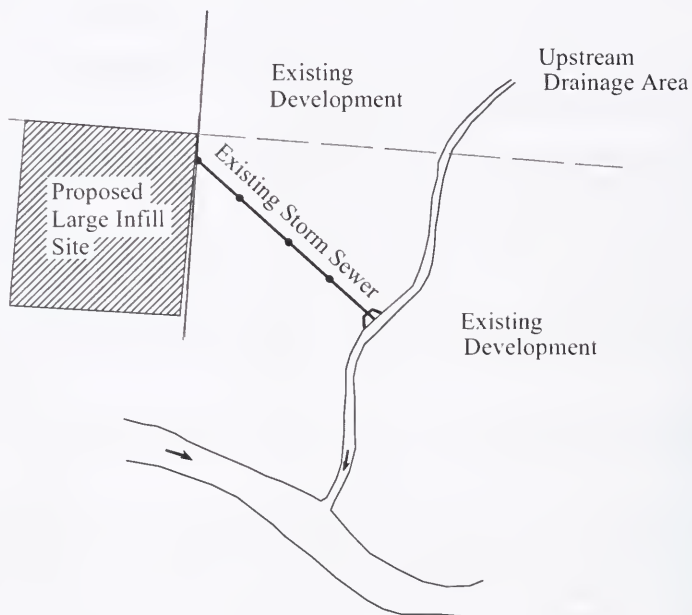 Existing
Development
Upstream
Drainage Area
Existing Storm Sewer
Proposed
Large Infill
Site
Existing
Development